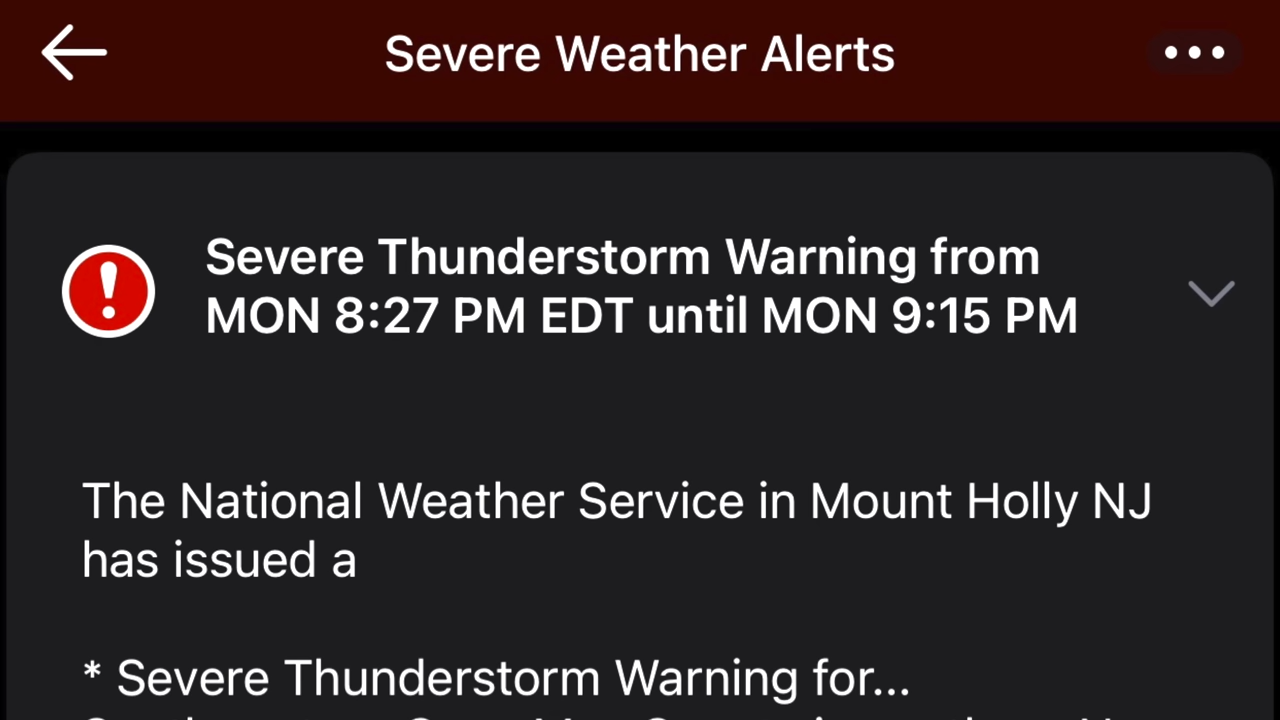 Severe Weather Alerts
Severe Thunderstorm Warning from
MON 8:27 PM EDT until MON 9:15 PM
The National Weather Service in Mount Holly NJ
has issued a
* Severe Thunderstorm Warning for...